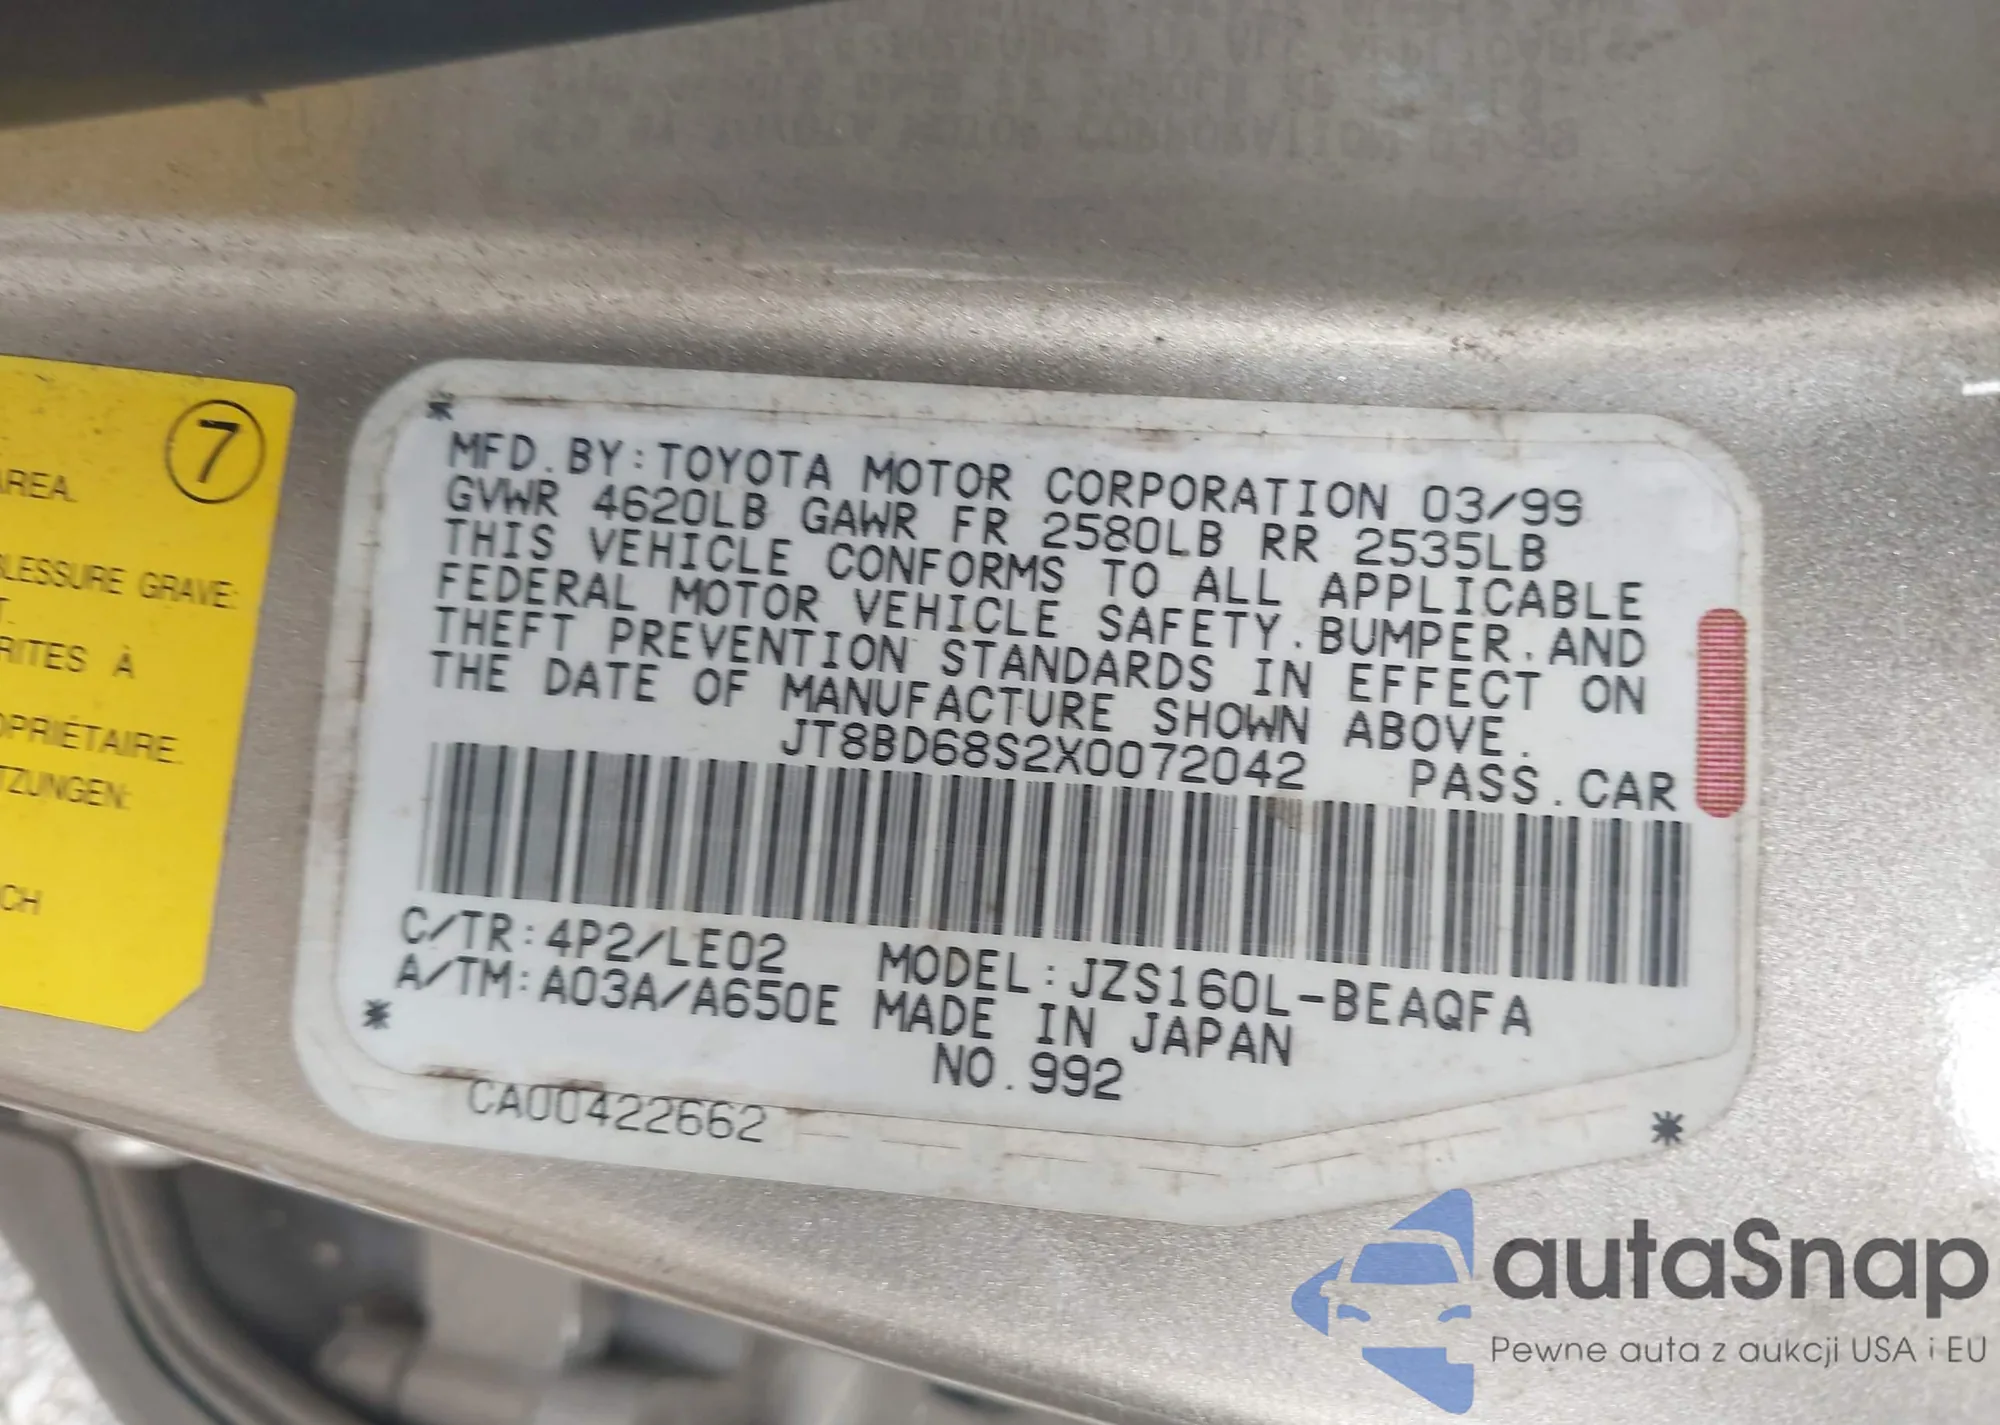 7
AREA.
BLESSURE GRAVE:
T.
RITES À
OPRIÉTAIRE.
TZUNGEN:
CH
MFD.BY:TOYOTA MOTOR CORPORATION 03/99
GVWR 4620LB GAWR FR 2580LB RR 2535LB
THIS VEHICLE CONFORMS TO ALL APPLICABLE
FEDERAL MOTOR VEHICLE SAFETY.BUMPER.AND
THEFT PREVENTION STANDARDS IN EFFECT ON
THE DATE OF MANUFACTURE SHOWN ABOVE.
JT8BD68S2X0072042 PASS.CAR
C/TR:4P2/LE02 MODEL:JZS160L-BEAQFA
A/TM:A03A/A650E MADE IN JAPAN
NO.992
CA00422662
autaSnap
Pewne auta z aukcji USA i EU